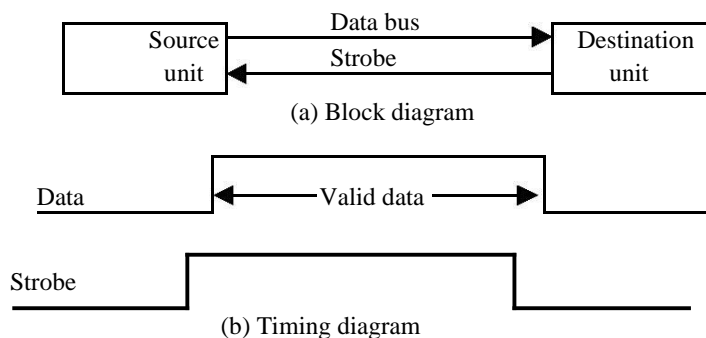 Data bus
Source unit
Destination unit
Strobe
(a) Block diagram
Data
Valid data
Strobe
(b) Timing diagram